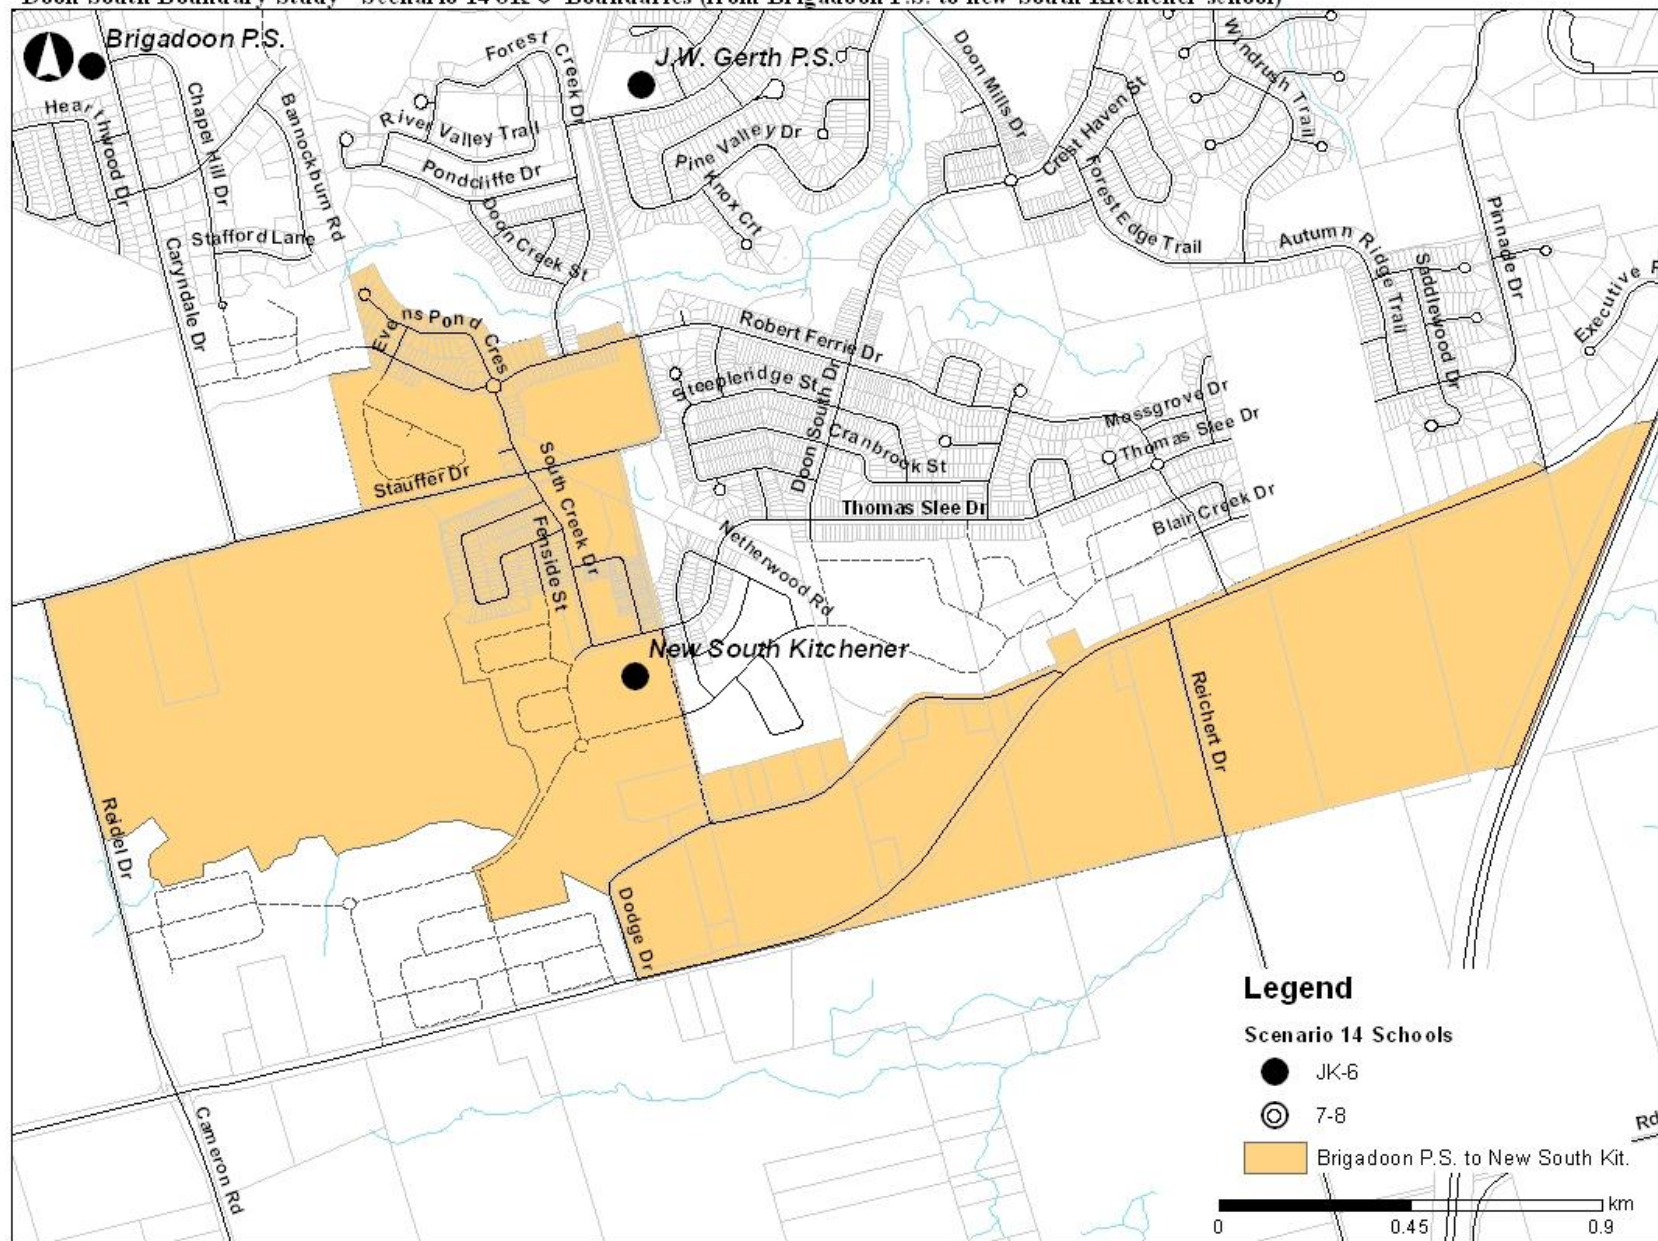 Brigadoon P.S.
J.W. Gerth P.S.
Hearthwood Dr
Chapel Hill Dr
Bannockburn Rd
Forest Creek Dr
River Valley Trail
Pondcliffe Dr
Doon Creek St
Pine Valley Dr
Knox Crt
Doon Mills Dr
Crest Haven St
Windrush Trail
Forest Edge Trail
Autumn Ridge Trail
Saddlewood Dr
Pinnacle Dr
Stafford Lane
Caryndale Dr
Evens Pond Cres
Robert Ferrie Dr
Steepleridge St
Cranbrook St
Doon South Dr
Mossgrove Dr
Thomas Slee Dr
Stauffer Dr
South Creek Dr
Fenside St
Thomas Slee Dr
Blair Creek Dr
Netherwood Rd
New South Kitchener
Reichert Dr
Reidel Dr
Dodge Dr
Cameron Rd
Rd
Legend
Scenario 14 Schools
JK-6
7-8
Brigadoon P.S. to New South Kit.
km
0 0.45 0.9